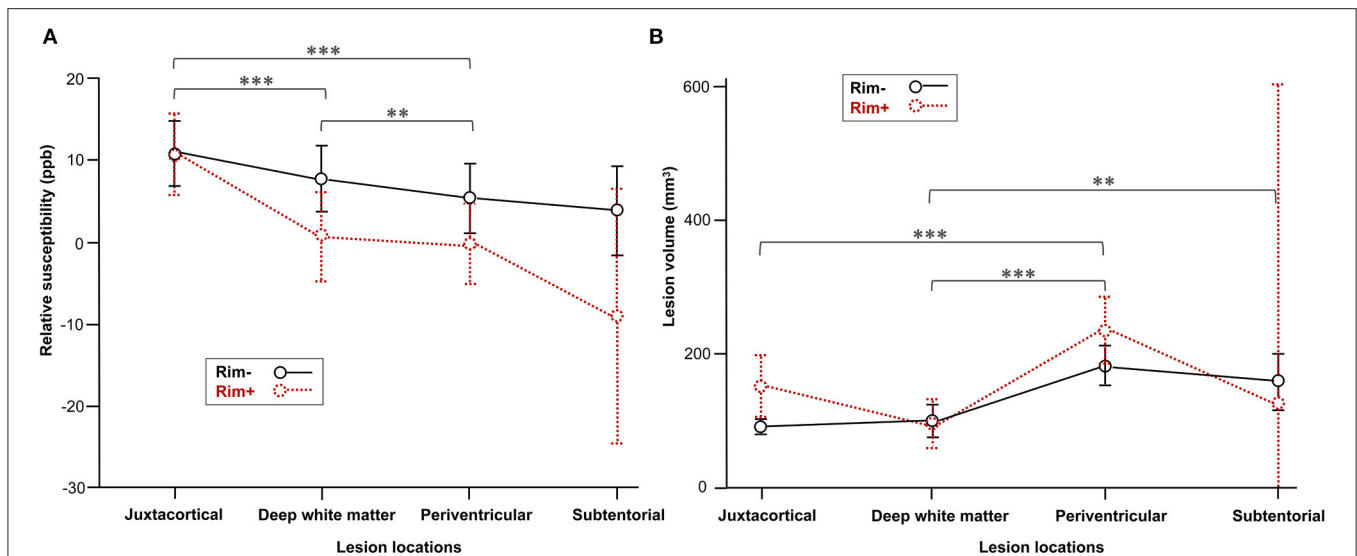 A
***
***
**
20
10
0
-10
-20
-30
Relative susceptibility (ppb)
Rim-
Rim+
Juxtacortical Deep white matter Periventricular Subtentorial
Lesion locations
B
Rim-
Rim+
**
***
***
600
400
200
0
Lesion volume (mm³)
Juxtacortical Deep white matter Periventricular Subtentorial
Lesion locations